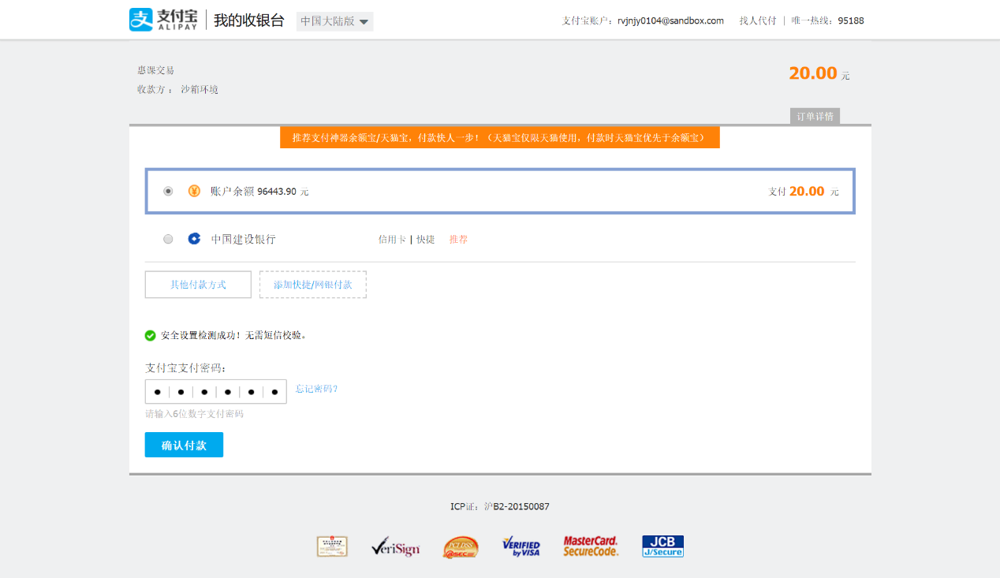 支付宝 ALIPAY 我的收银台 中国大陆版 支付宝账户：rvjnjy0104@sandbox.com 找人代付 | 唯一热线：95188
惠课交易
20.00 元
收款方 ： 沙箱环境
订单详情
推荐支付神器余额宝/天猫宝，付款快人一步！（天猫宝仅限天猫使用，付款时天猫宝优先于余额宝）
账户余额 96443.90 元 支付 20.00 元
中国建设银行 信用卡 | 快捷 推荐
其他付款方式 添加快捷/网银付款
安全设置检测成功！无需短信校验。
支付宝支付密码：
忘记密码？
请输入6位数字支付密码
确认付款
ICP证：沪B2-20150087
VeriSign PCI DSS @SEC VERIFIED by VISA MasterCard. SecureCode. JCB J/Secure